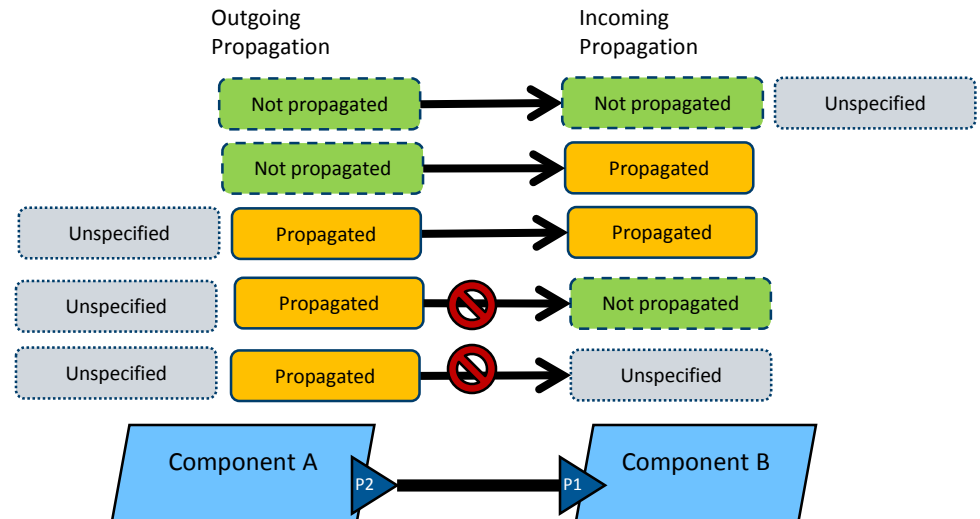 Outgoing Propagation
Incoming Propagation
Not propagated
Not propagated
Unspecified
Not propagated
Propagated
Unspecified
Propagated
Propagated
Unspecified
Propagated
Not propagated
Unspecified
Propagated
Unspecified
Component A
P2
P1
Component B